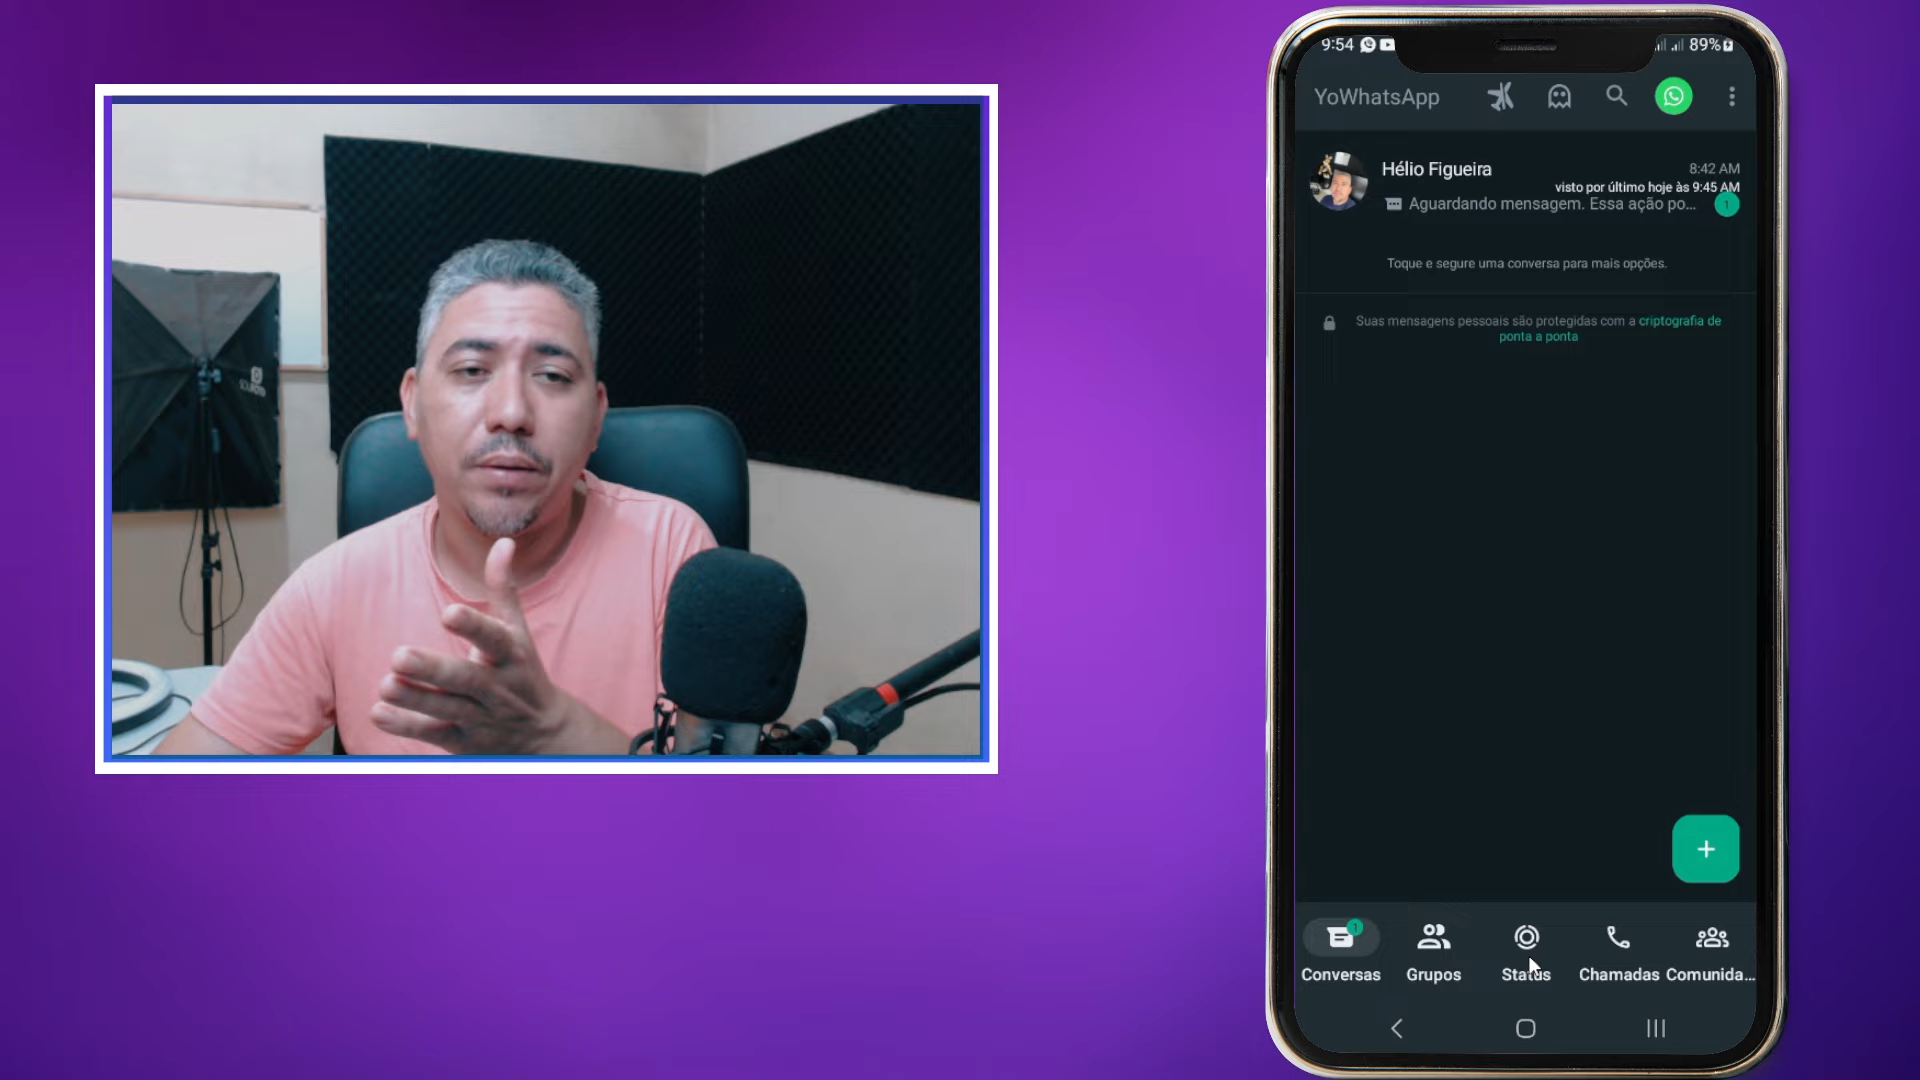 9:54
89%
YoWhatsApp
Hélio Figueira
8:42 AM
visto por último hoje às 9:45 AM
Aguardando mensagem. Essa ação po...
1
Toque e segure uma conversa para mais opções.
Suas mensagens pessoais são protegidas com a criptografia de
ponta a ponta
+
1
Conversas
Grupos
Status
Chamadas
Comunida...